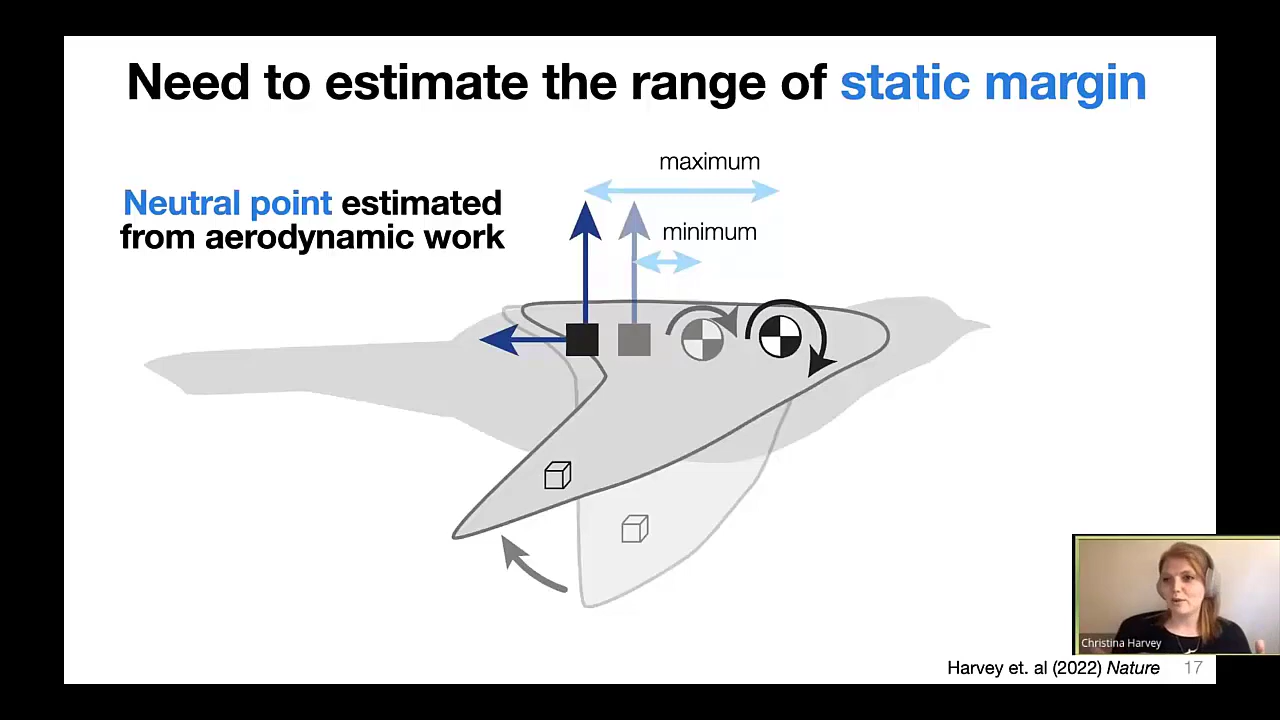 Need to estimate the range of static margin
maximum
Neutral point estimated
from aerodynamic work
minimum
Christina Harvey
Harvey et. al (2022) Nature 17